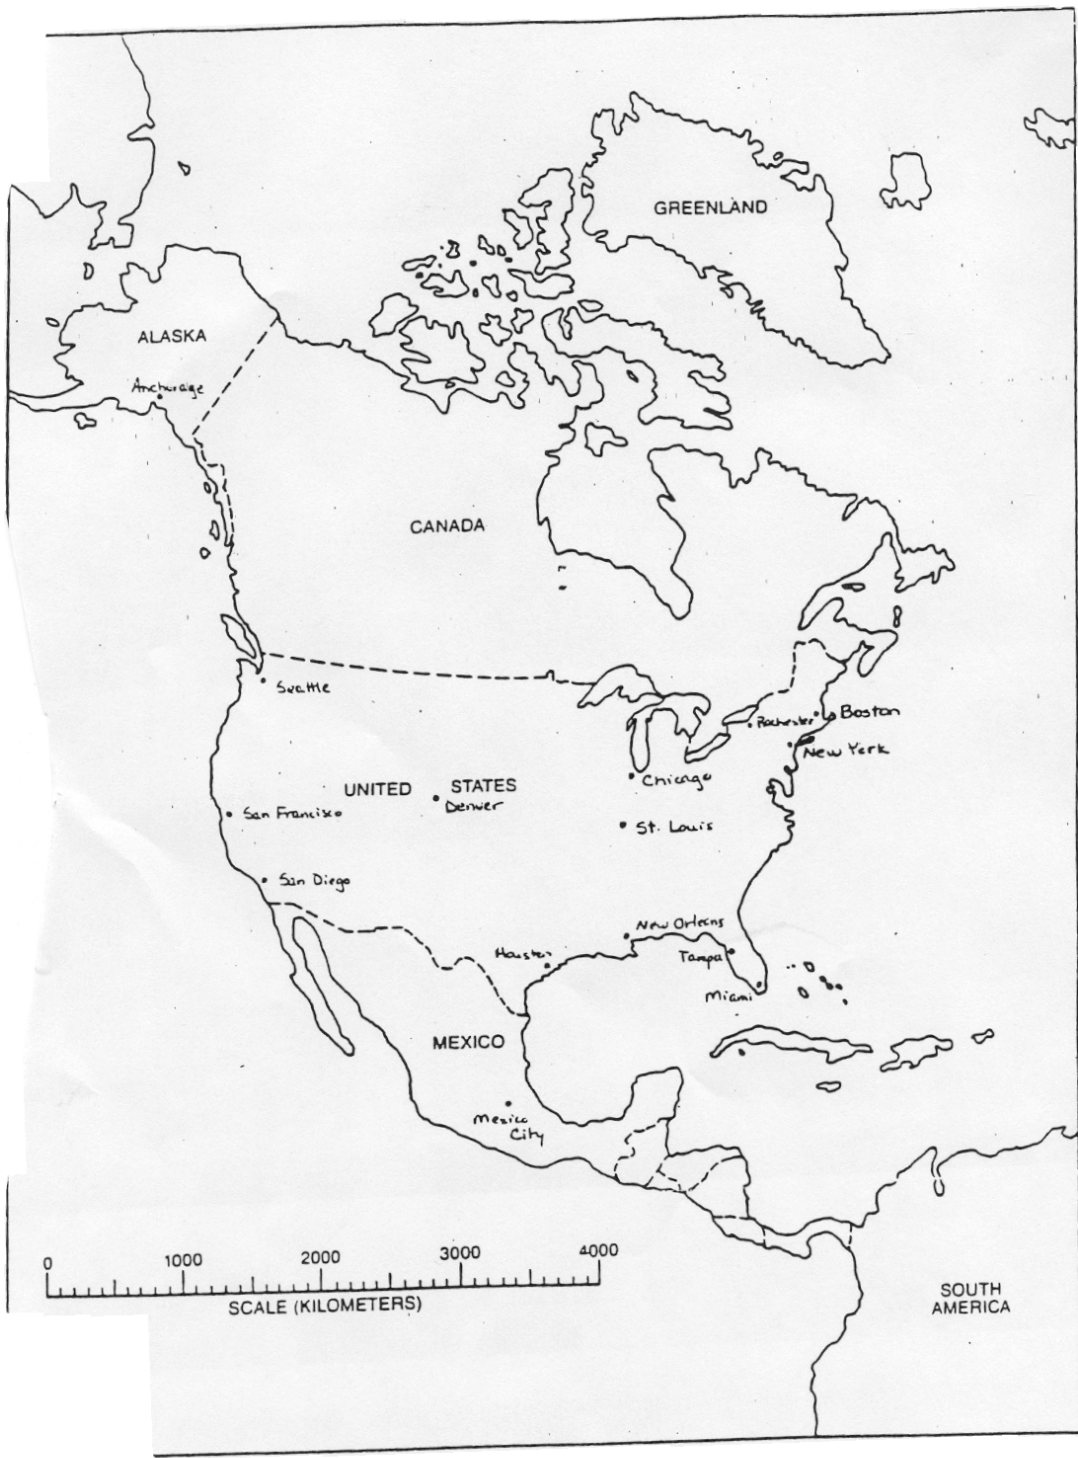 GREENLAND
ALASKA
Anchorage
CANADA
Seattle
Rochester
Boston
New York
Chicago
UNITED STATES
Denver
San Francisco
St. Louis
San Diego
New Orleans
Houston
Tampa
Miami
MEXICO
Mexico
City
0 1000 2000 3000 4000
SCALE (KILOMETERS)
SOUTH
AMERICA